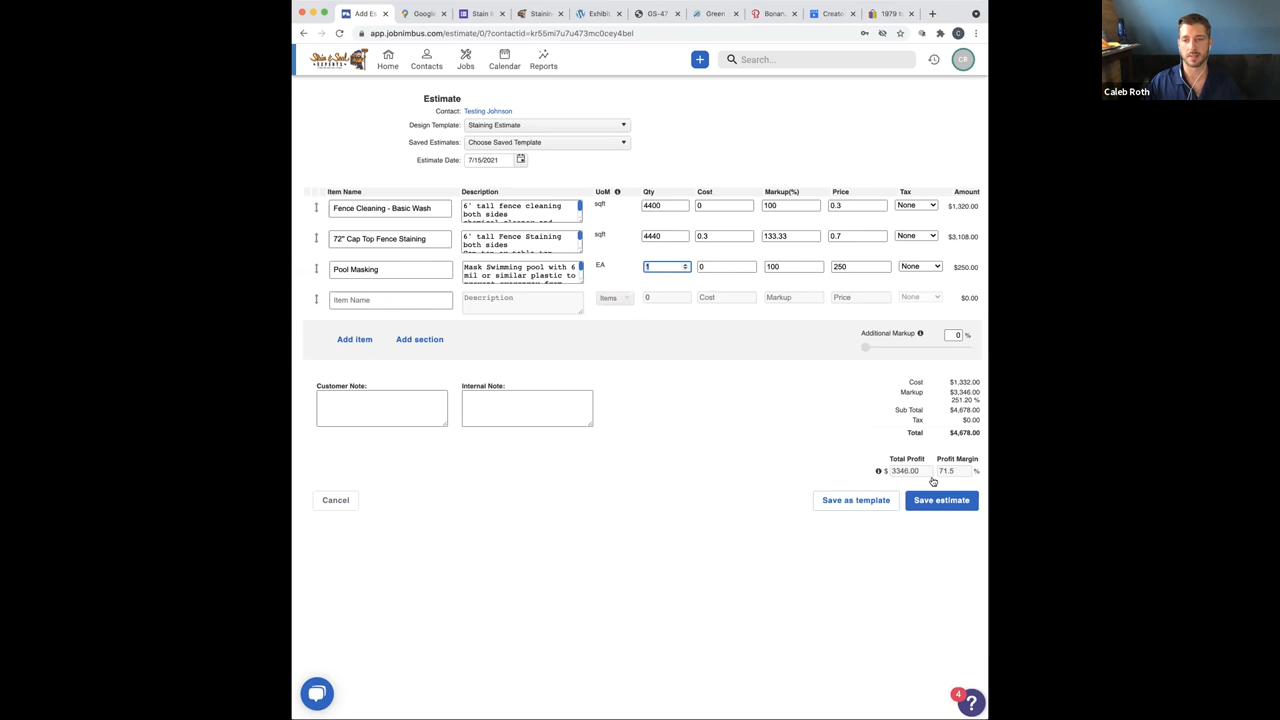 Add Es
Google
Stain I
Staining
Exhibit
GS-47
Green
Bonan
Create
1979 t
app.jobnimbus.com/estimate/0/?contactid=kr55mi7u7u473mc0cey4bel
C
Stain & Seal
EXPERTS
Home
Contacts
Jobs
Calendar
Reports
Search...
CR
Caleb Roth
Estimate
Contact: Testing Johnson
Design Template: Staining Estimate
Saved Estimates: Choose Saved Template
Estimate Date: 7/15/2021
Item Name Description UoM Qty Cost Markup(%) Price Tax Amount
Fence Cleaning - Basic Wash
6' tall fence cleaning
both sides
sqft 4400 0 100 0.3 None $1,320.00
72" Cap Top Fence Staining
6' tall Fence Staining
both sides
sqft 4440 0.3 133.33 0.7 None $3,108.00
Pool Masking
Mask Swimming pool with 6
mil or similar plastic to
EA 1 0 100 250 None $250.00
Item Name Description Items 0 Cost Markup Price None $0.00
Add item Add section
Additional Markup 0 %
Customer Note:
Internal Note:
Cost $1,332.00
Markup $3,346.00
251.20 %
Sub Total $4,678.00
Tax $0.00
Total $4,678.00
Total Profit Profit Margin
$ 3346.00 71.5 %
Cancel
Save as template
Save estimate
4
?